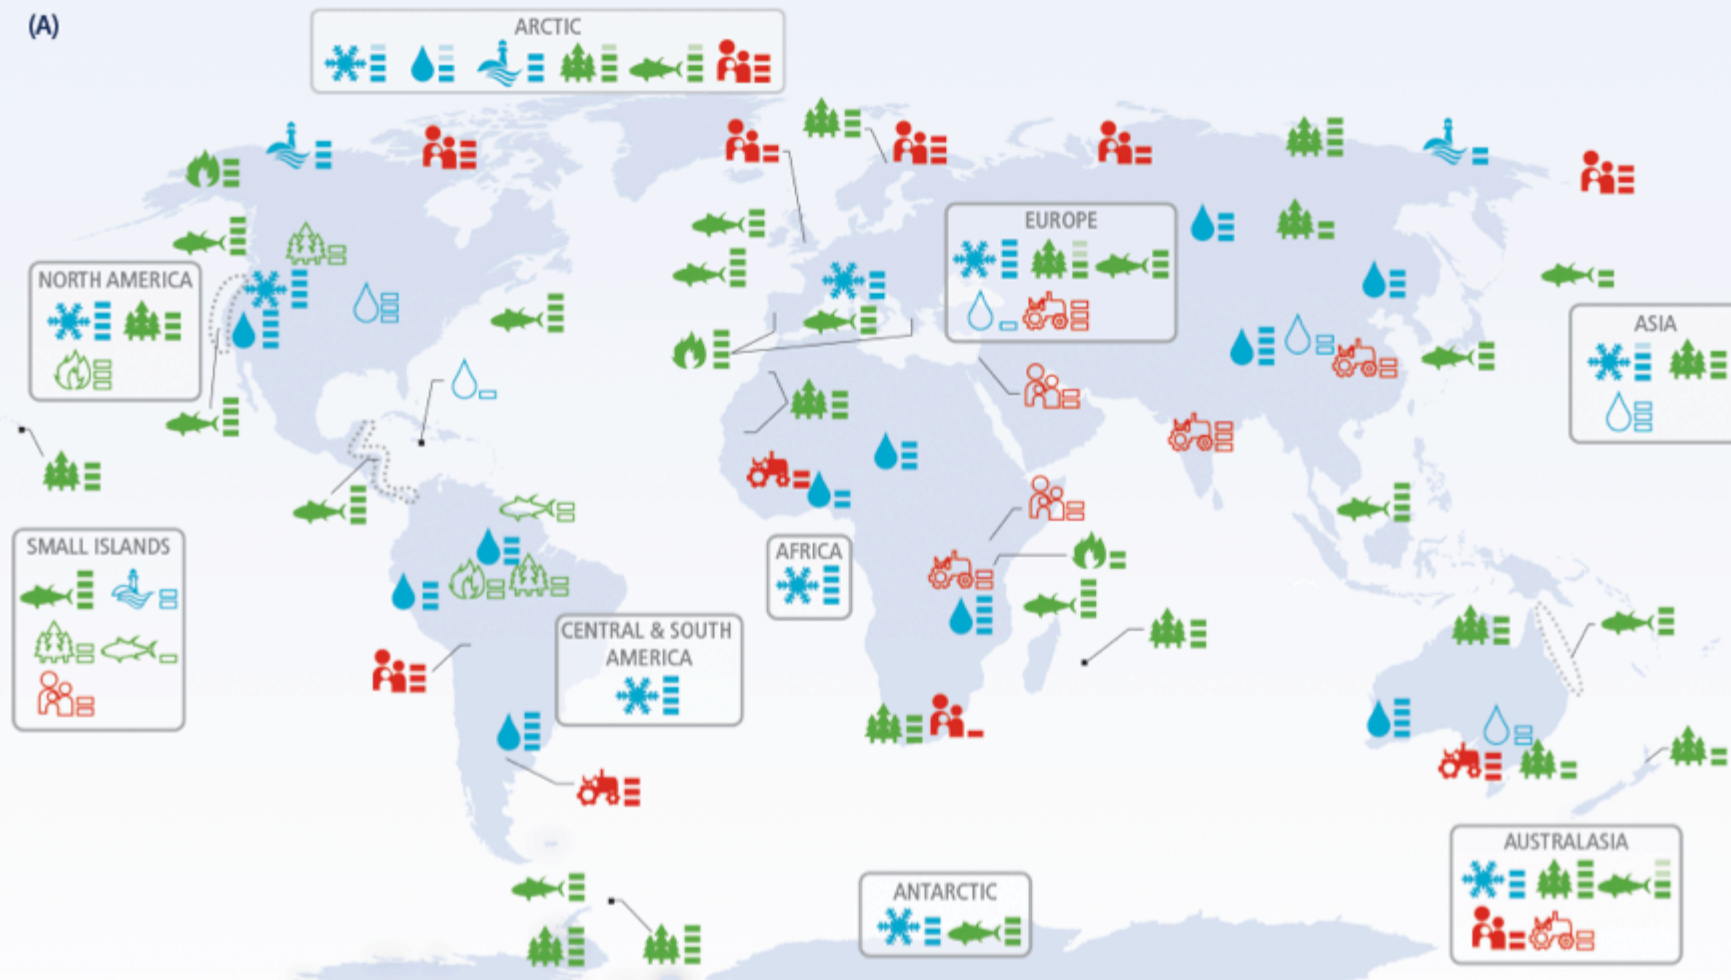 (A)
ARCTIC
EUROPE
NORTH AMERICA
ASIA
SMALL ISLANDS
AFRICA
CENTRAL & SOUTH
AMERICA
AUSTRALASIA
ANTARCTIC